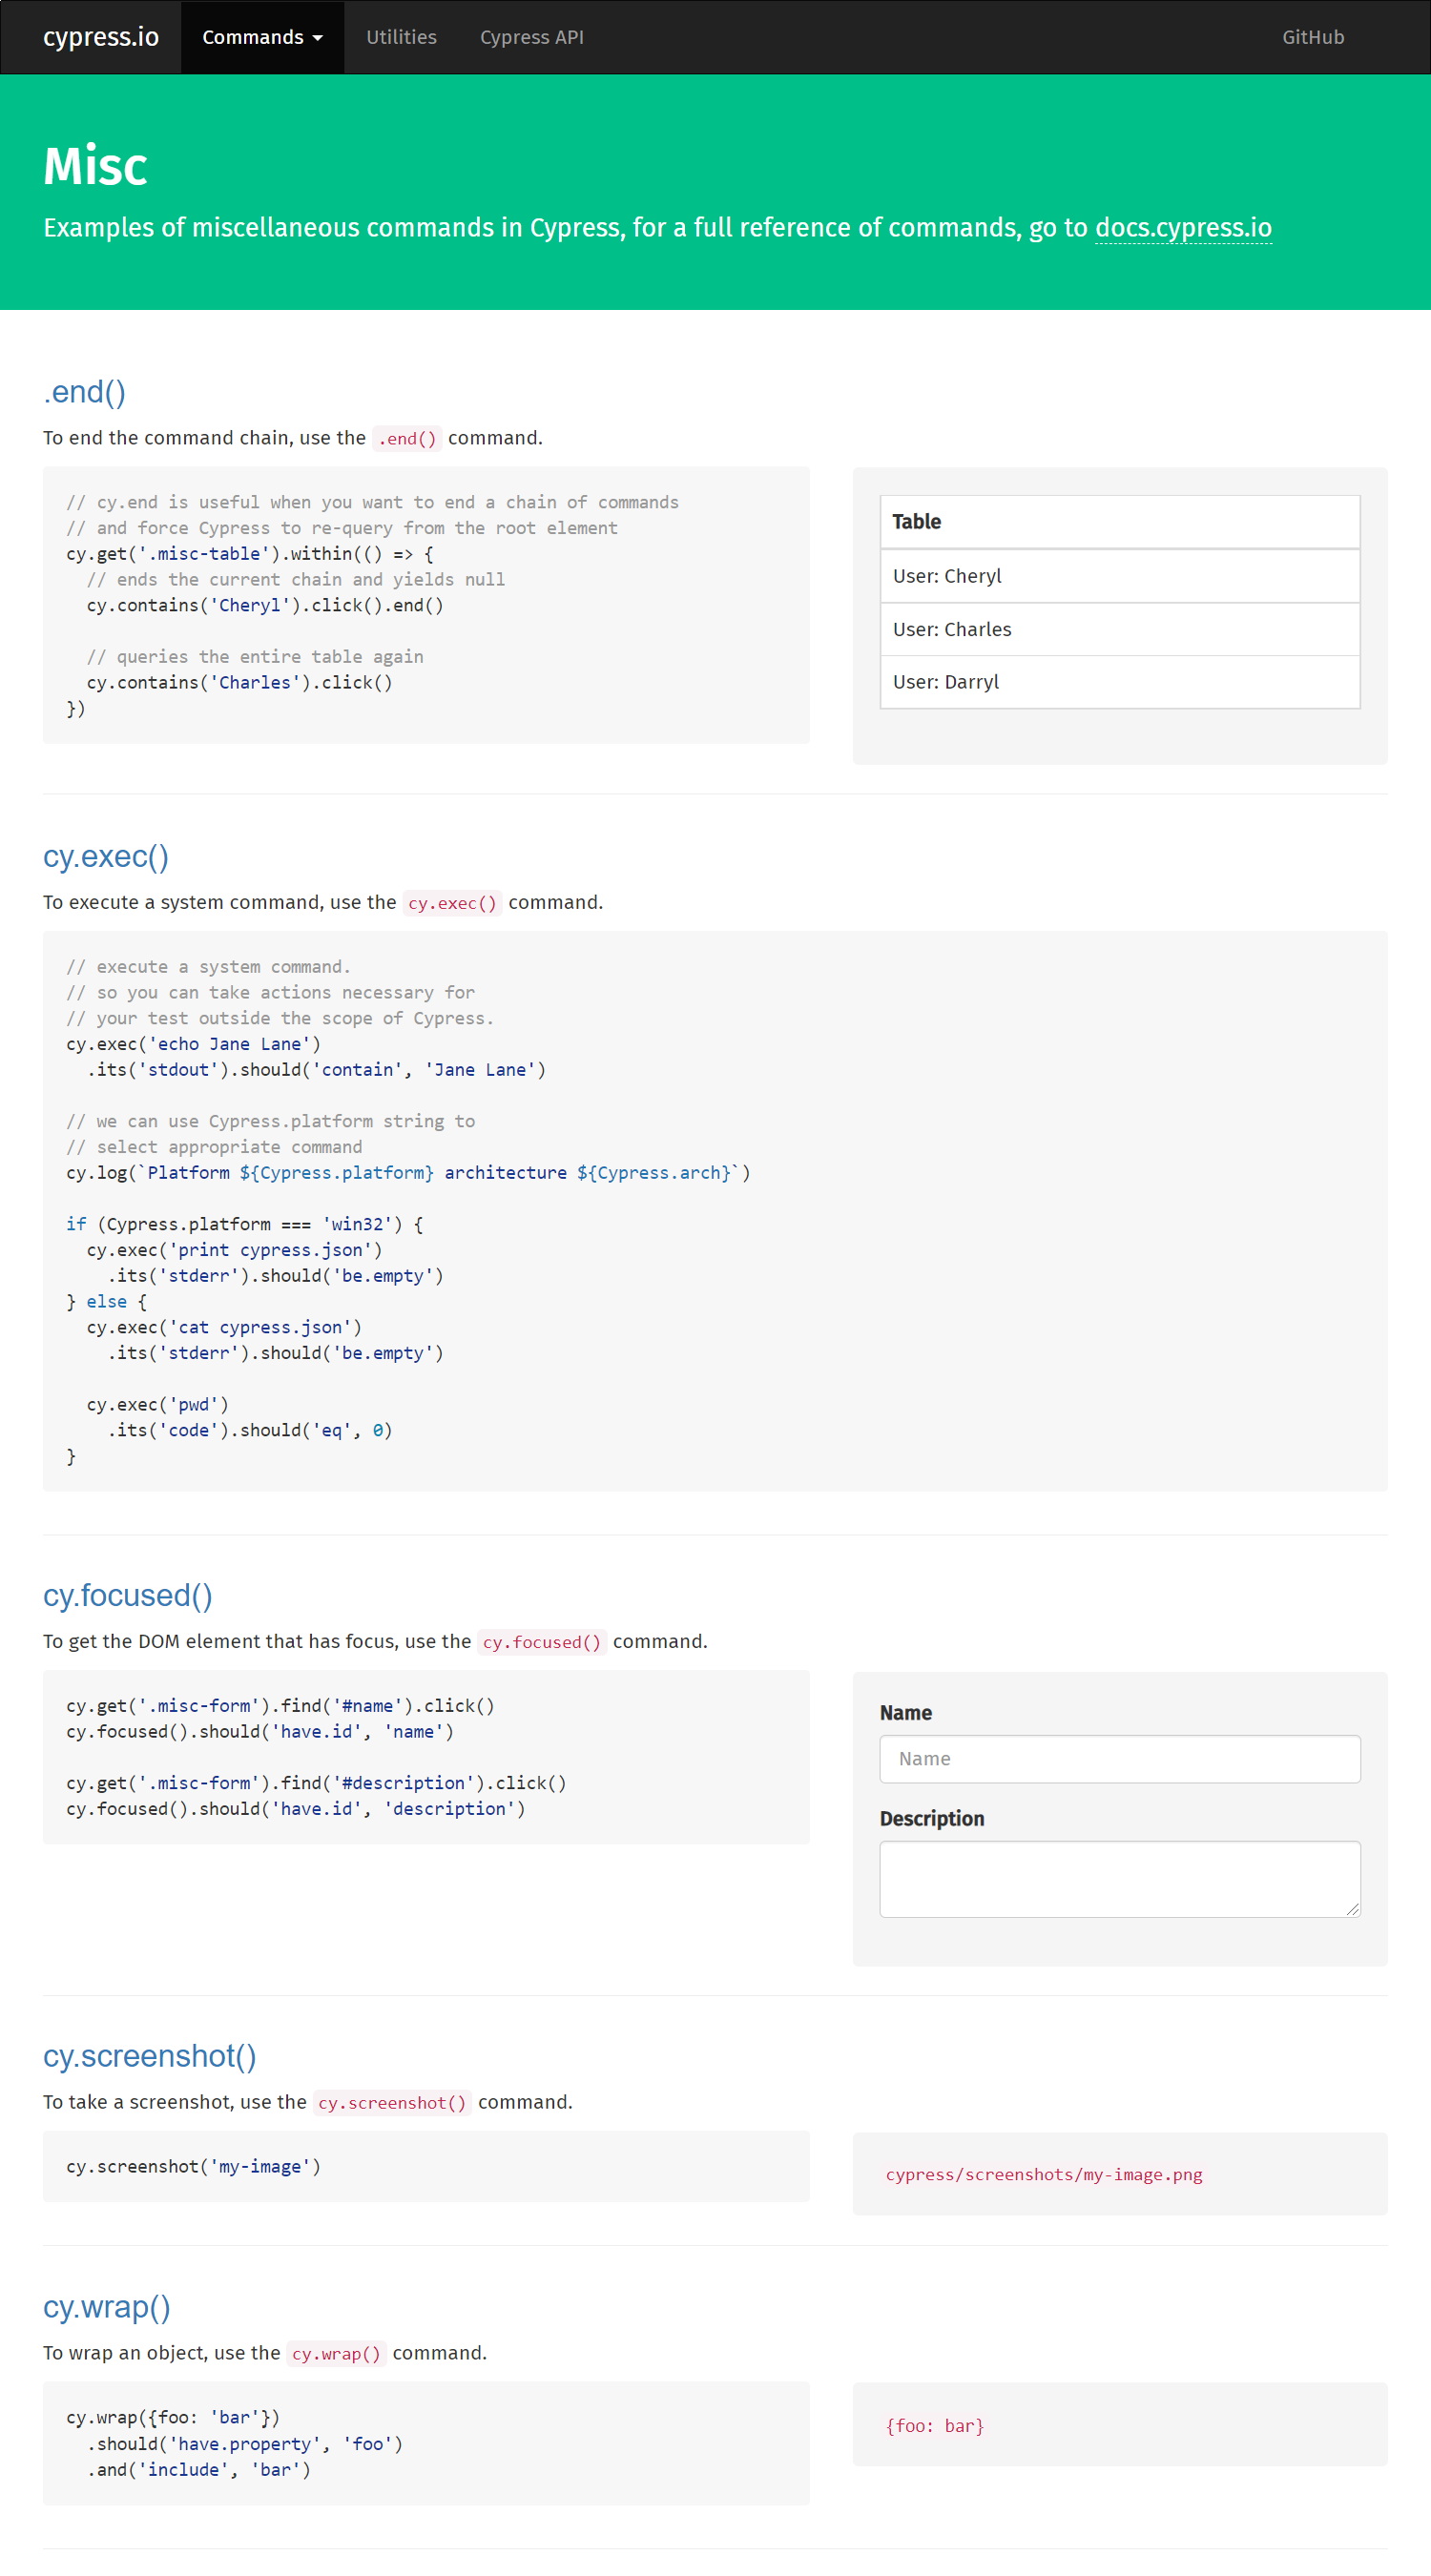 cypress.io Commands Utilities Cypress API GitHub
Misc
Examples of miscellaneous commands in Cypress, for a full reference of commands, go to docs.cypress.io
.end()
To end the command chain, use the .end() command.
// cy.end is useful when you want to end a chain of commands
// and force Cypress to re-query from the root element
cy.get('.misc-table').within(() => {
  // ends the current chain and yields null
  cy.contains('Cheryl').click().end()
  // queries the entire table again
  cy.contains('Charles').click()
})
Table
User: Cheryl
User: Charles
User: Darryl
cy.exec()
To execute a system command, use the cy.exec() command.
// execute a system command.
// so you can take actions necessary for
// your test outside the scope of Cypress.
cy.exec('echo Jane Lane')
  .its('stdout').should('contain', 'Jane Lane')
// we can use Cypress.platform string to
// select appropriate command
cy.log(`Platform ${Cypress.platform} architecture ${Cypress.arch}`)
if (Cypress.platform === 'win32') {
  cy.exec('print cypress.json')
    .its('stderr').should('be.empty')
} else {
  cy.exec('cat cypress.json')
    .its('stderr').should('be.empty')
  cy.exec('pwd')
    .its('code').should('eq', 0)
}
cy.focused()
To get the DOM element that has focus, use the cy.focused() command.
cy.get('.misc-form').find('#name').click()
cy.focused().should('have.id', 'name')
cy.get('.misc-form').find('#description').click()
cy.focused().should('have.id', 'description')
Name
Name
Description
cy.screenshot()
To take a screenshot, use the cy.screenshot() command.
cy.screenshot('my-image')
cypress/screenshots/my-image.png
cy.wrap()
To wrap an object, use the cy.wrap() command.
cy.wrap({foo: 'bar'})
  .should('have.property', 'foo')
  .and('include', 'bar')
{foo: bar}